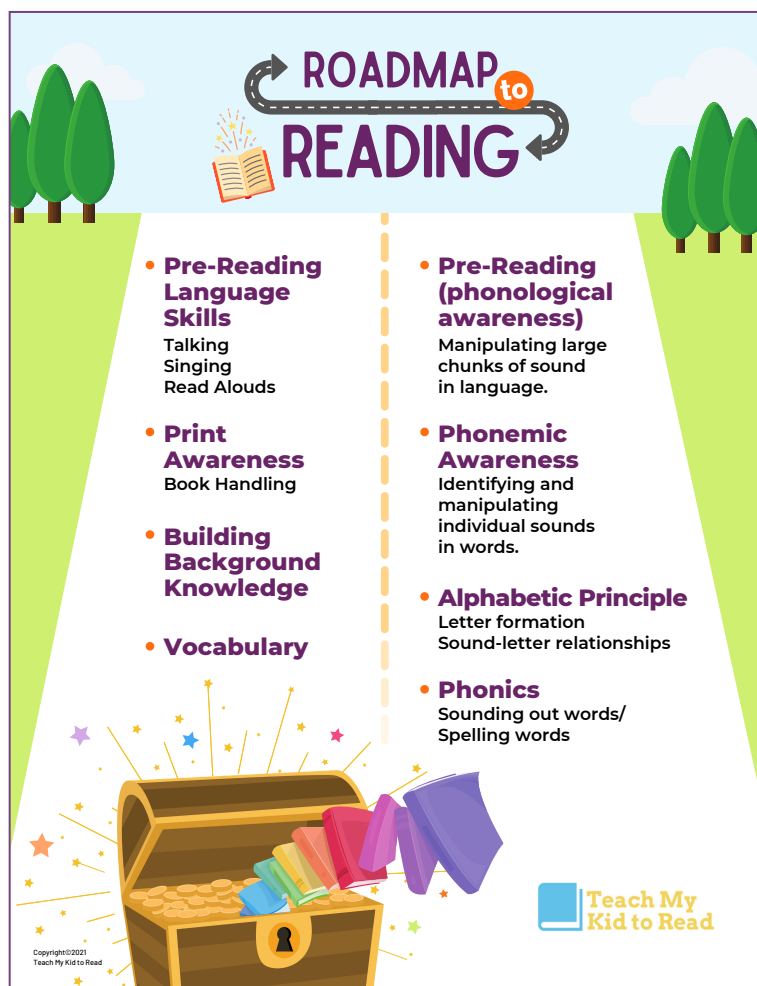 ROADMAP
to
READING
Pre-Reading
Language
Skills
Talking
Singing
Read Alouds
Print
Awareness
Book Handling
Building
Background
Knowledge
Vocabulary
Pre-Reading
(phonological
awareness)
Manipulating large
chunks of sound
in language.
Phonemic
Awareness
Identifying and
manipulating
individual sounds
in words.
Alphabetic Principle
Letter formation
Sound-letter relationships
Phonics
Sounding out words/
Spelling words
Teach My
Kid to Read
Copyright©2021
Teach My Kid to Read